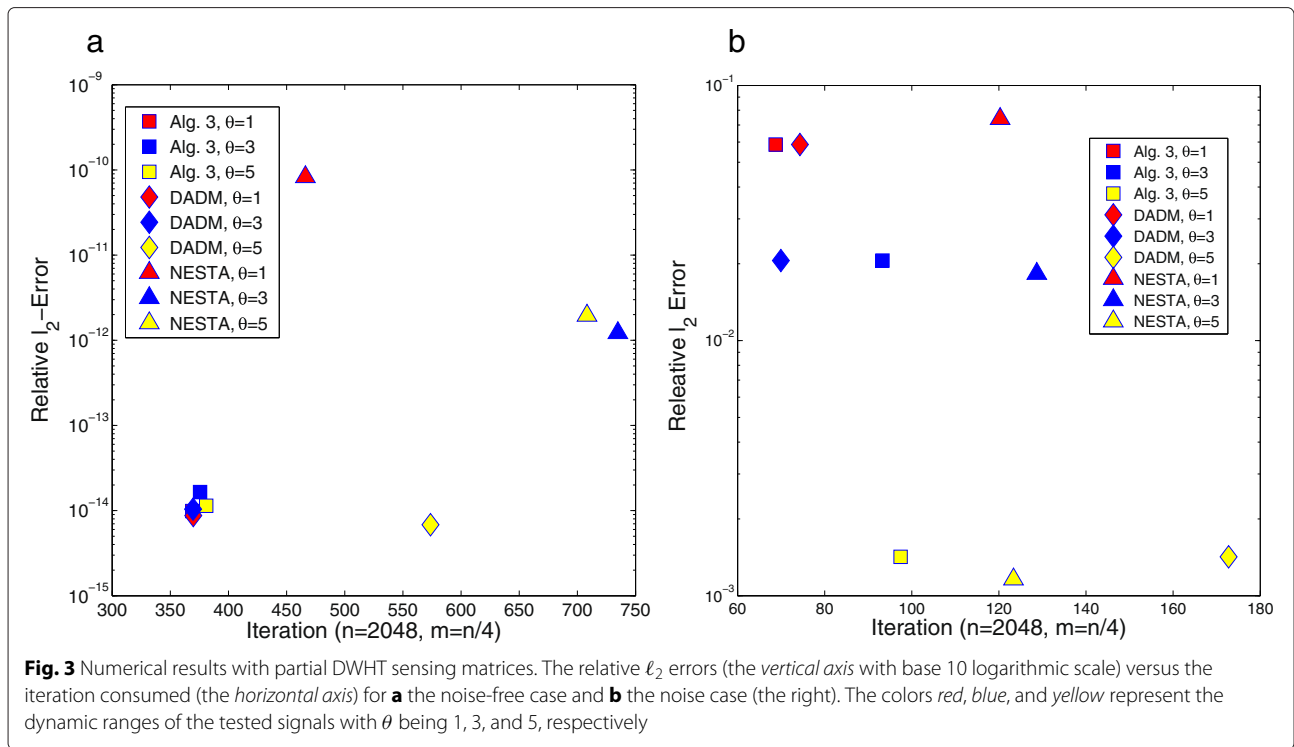 a
10⁻⁹
10⁻¹⁰
10⁻¹¹
10⁻¹²
10⁻¹³
10⁻¹⁴
10⁻¹⁵
Relative l₂−Error
Alg. 3, θ=1
Alg. 3, θ=3
Alg. 3, θ=5
DADM, θ=1
DADM, θ=3
DADM, θ=5
NESTA, θ=1
NESTA, θ=3
NESTA, θ=5
300 350 400 450 500 550 600 650 700 750
Iteration (n=2048, m=n/4)
b
10⁻¹
10⁻²
10⁻³
Releative l₂ Error
Alg. 3, θ=1
Alg. 3, θ=3
Alg. 3, θ=5
DADM, θ=1
DADM, θ=3
DADM, θ=5
NESTA, θ=1
NESTA, θ=3
NESTA, θ=5
60 80 100 120 140 160 180
Iteration (n=2048, m=n/4)
Fig. 3 Numerical results with partial DWHT sensing matrices. The relative ℓ₂ errors (the vertical axis with base 10 logarithmic scale) versus the
iteration consumed (the horizontal axis) for a the noise-free case and b the noise case (the right). The colors red, blue, and yellow represent the
dynamic ranges of the tested signals with θ being 1, 3, and 5, respectively